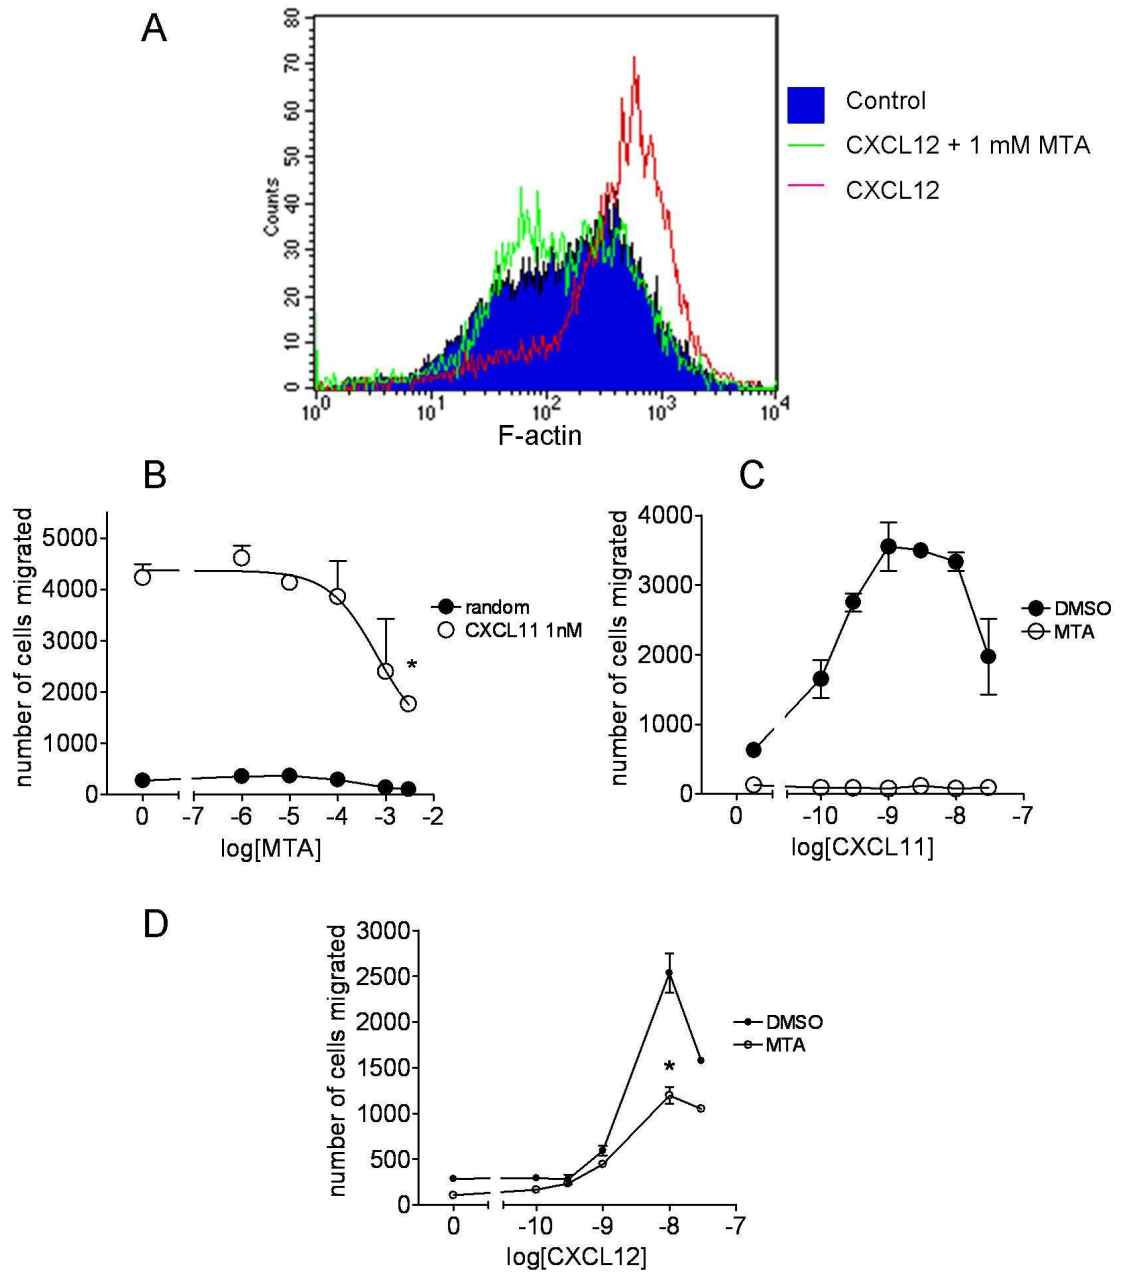 A
80
70
60
50
40
30
20
10
0
Counts
10^0 10^1 10^2 10^3 10^4
F-actin
Control
CXCL12 + 1 mM MTA
CXCL12
B
number of cells migrated
5000
4000
3000
2000
1000
0
*
0 -7 -6 -5 -4 -3 -2
log[MTA]
random
CXCL11 1nM
C
number of cells migrated
4000
3000
2000
1000
0
0 -10 -9 -8 -7
log[CXCL11]
DMSO
MTA
D
number of cells migrated
3000
2500
2000
1500
1000
500
0
*
0 -10 -9 -8 -7
log[CXCL12]
DMSO
MTA